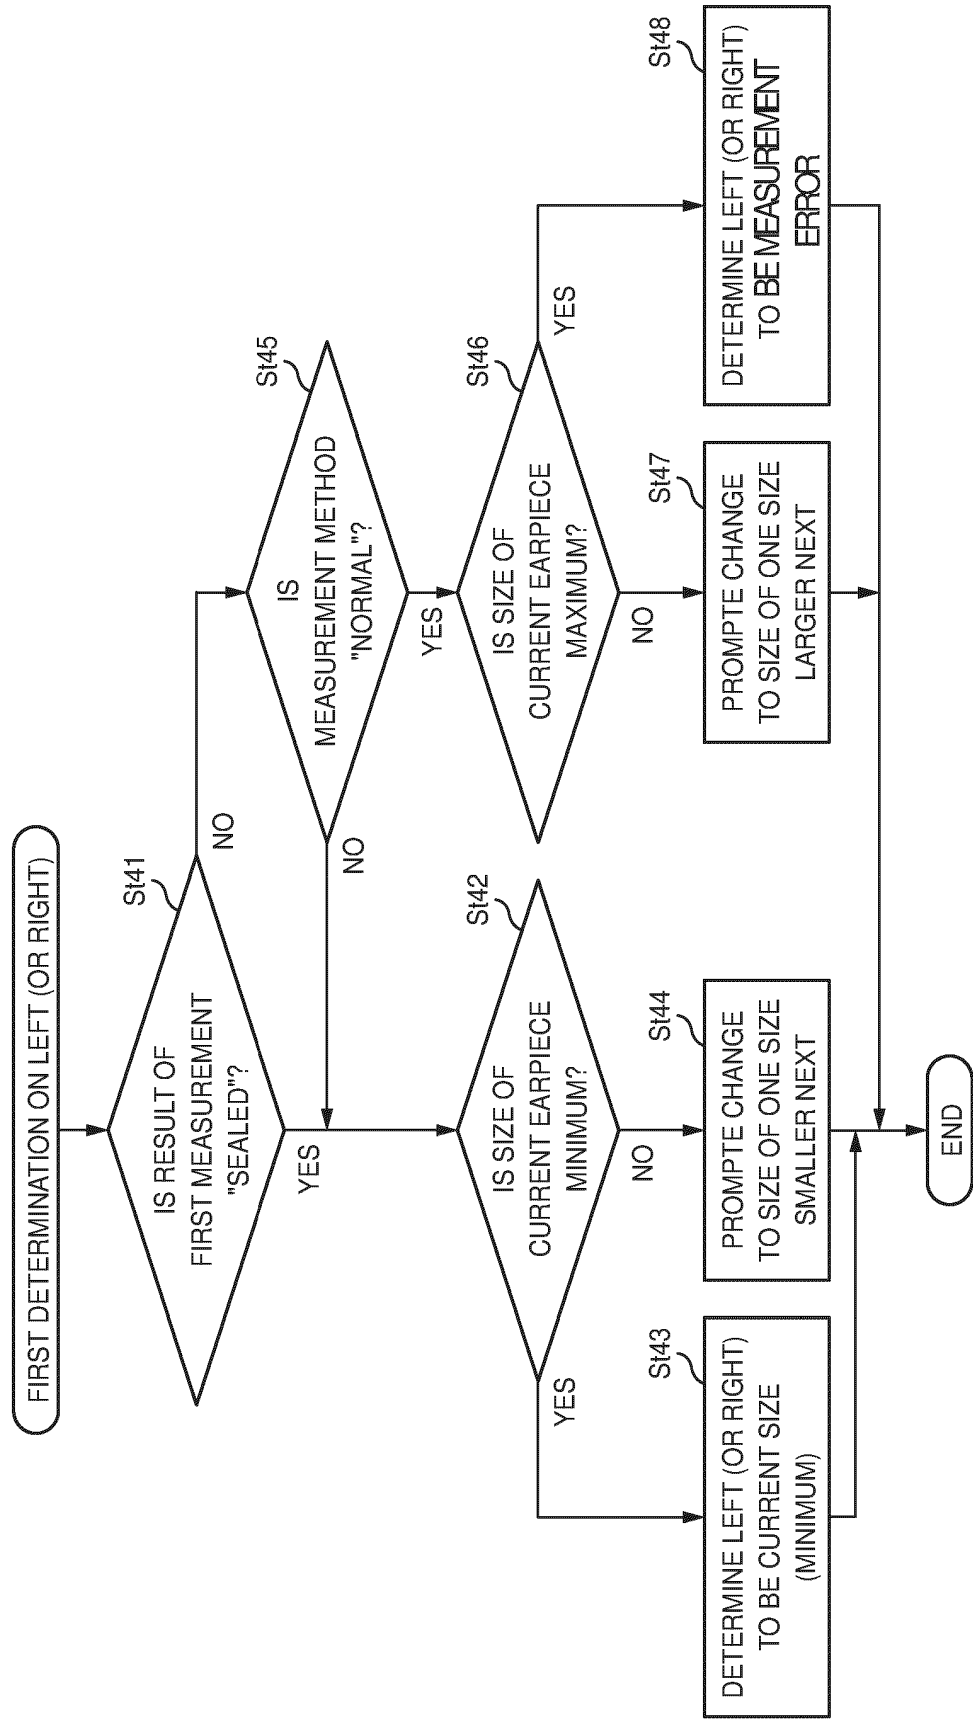 FIRST DETERMINATION ON LEFT (OR RIGHT)
St41
IS RESULT OF
FIRST MEASUREMENT
"SEALED"?
NO
YES
St45
IS
MEASUREMENT METHOD
"NORMAL"?
NO
YES
St42
IS SIZE OF
CURRENT EARPIECE
MINIMUM?
YES
NO
St46
IS SIZE OF
CURRENT EARPIECE
MAXIMUM?
NO
YES
St43
DETERMINE LEFT (OR RIGHT)
TO BE CURRENT SIZE
(MINIMUM)
St44
PROMPTE CHANGE
TO SIZE OF ONE SIZE
SMALLER NEXT
St47
PROMPTE CHANGE
TO SIZE OF ONE SIZE
LARGER NEXT
St48
DETERMINE LEFT (OR RIGHT)
TO BE MEASUREMENT
ERROR
END